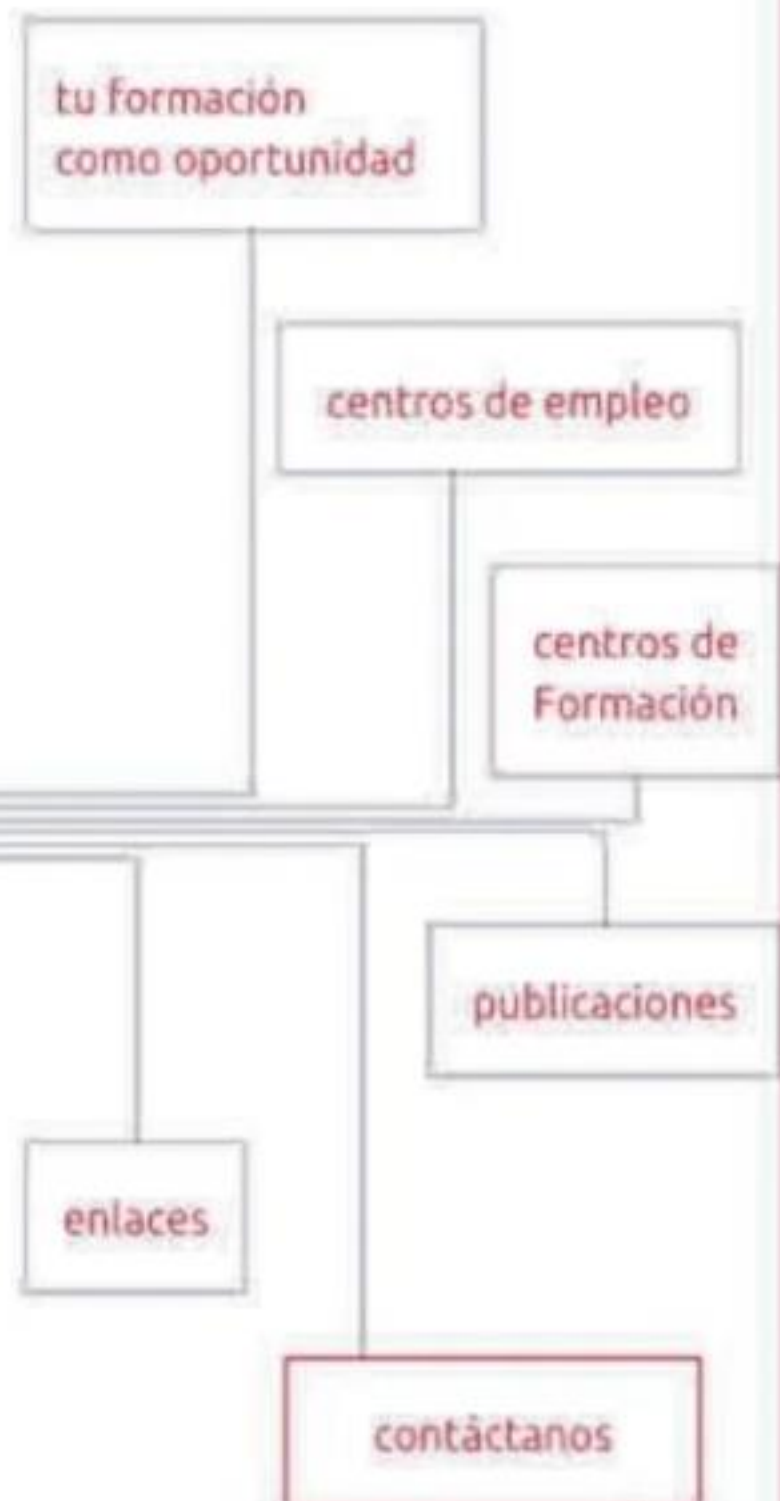 tu formación
como oportunidad
centros de empleo
centros de
Formación
publicaciones
enlaces
contáctanos